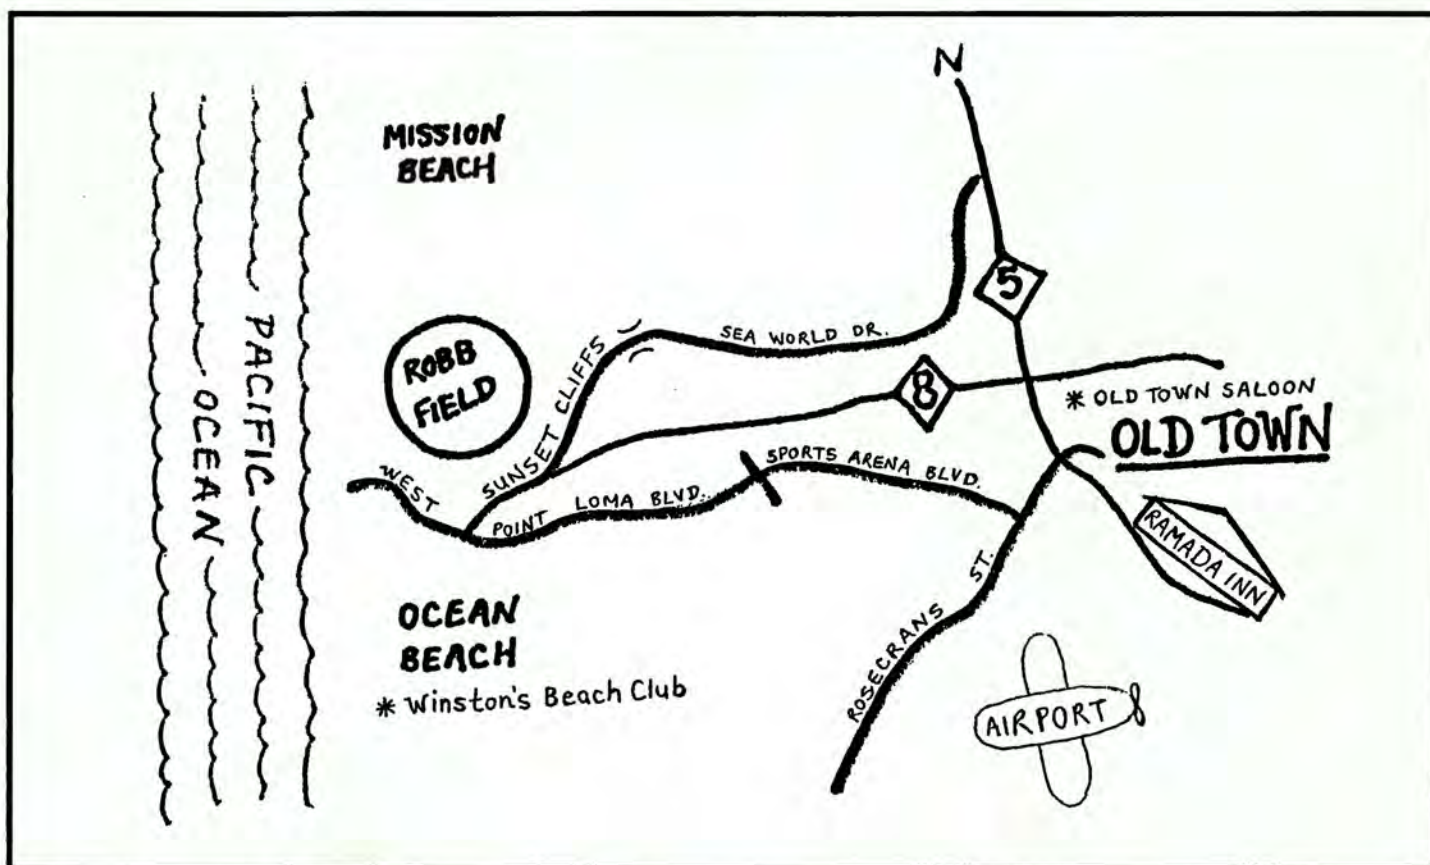 N
MISSION
BEACH
5
PACIFIC
OCEAN
ROBB
FIELD
SUNSET CLIFFS
SEA WORLD DR.
8
* OLD TOWN SALOON
OLD TOWN
WEST
POINT
LOMA BLVD.
SPORTS ARENA BLVD.
RAMADA INN
ROSECRANS
ST.
OCEAN
BEACH
* Winston's Beach Club
AIRPORT